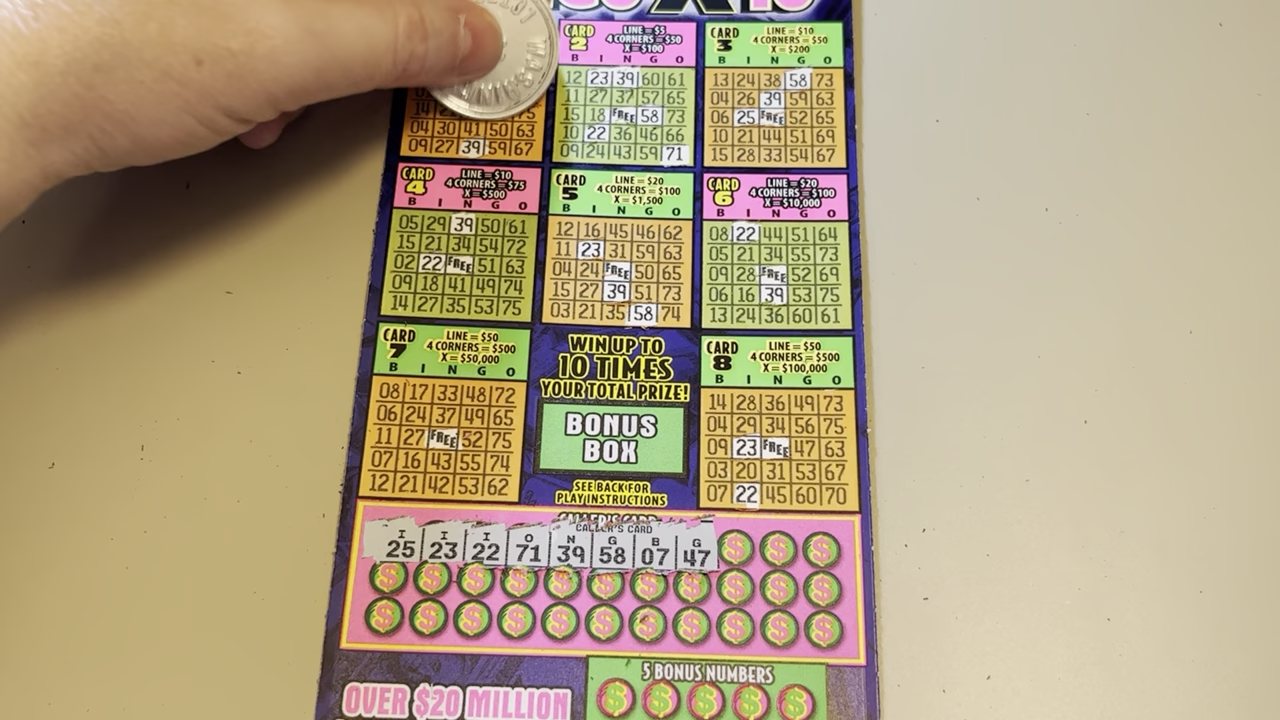 CARD 2
LINE = $5
4 CORNERS = $50
X = $100
B I N G O
12 23 39 60 61
11 27 37 57 65
15 18 FREE 58 73
10 22 36 46 66
09 24 43 59 71
CARD 3
LINE = $10
4 CORNERS = $50
X = $200
B I N G O
13 24 38 58 73
04 26 39 59 63
06 25 FREE 52 65
10 21 44 51 69
15 28 33 54 67
04 30 41 50 63
09 27 39 59 67
CARD 4
LINE = $10
4 CORNERS = $75
X = $500
B I N G O
05 29 39 50 61
15 21 34 54 72
02 22 FREE 51 63
09 18 41 49 74
14 27 35 53 75
CARD 5
LINE = $20
4 CORNERS = $100
X = $1,500
B I N G O
12 16 45 46 62
11 23 31 59 63
04 24 FREE 50 65
15 27 39 51 73
03 21 35 58 74
CARD 6
LINE = $20
4 CORNERS = $100
X = $10,000
B I N G O
08 22 44 51 64
05 21 34 55 73
09 28 FREE 52 69
06 16 39 53 75
13 24 36 60 61
CARD 7
LINE = $50
4 CORNERS = $500
X = $50,000
B I N G O
08 17 33 48 72
06 24 37 49 65
11 27 FREE 52 75
07 16 43 55 74
12 21 42 53 62
WIN UP TO
10 TIMES
YOUR TOTAL PRIZE!
BONUS
BOX
SEE BACK FOR
PLAY INSTRUCTIONS
CARD 8
LINE = $50
4 CORNERS = $500
X = $100,000
B I N G O
14 28 36 49 73
04 29 34 56 75
09 23 FREE 47 63
03 20 31 53 67
07 22 45 60 70
CALLER'S CARD
I I I O N G B G
25 23 22 71 39 58 07 47
5 BONUS NUMBERS
OVER $20 MILLION